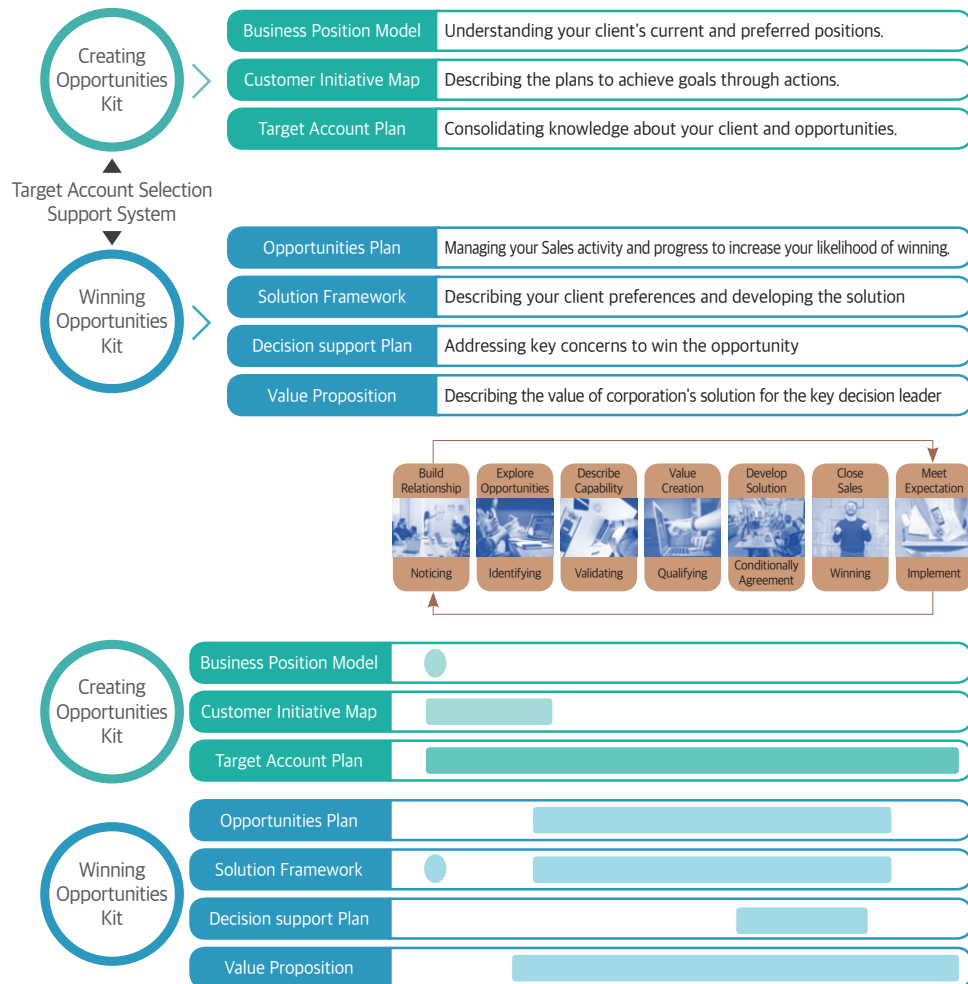 Creating
Opportunities
Kit
Business Position Model Understanding your client's current and preferred positions.
Customer Initiative Map Describing the plans to achieve goals through actions.
Target Account Plan Consolidating knowledge about your client and opportunities.
Target Account Selection
Support System
Winning
Opportunities
Kit
Opportunities Plan Managing your Sales activity and progress to increase your likelihood of winning.
Solution Framework Describing your client preferences and developing the solution
Decision support Plan Addressing key concerns to win the opportunity
Value Proposition Describing the value of corporation's solution for the key decision leader
Build
Relationship
Noticing
Explore
Opportunities
Identifying
Describe
Capability
Validating
Value
Creation
Qualifying
Develop
Solution
Conditionally
Agreement
Close
Sales
Winning
Meet
Expectation
Implement
Creating
Opportunities
Kit
Business Position Model
Customer Initiative Map
Target Account Plan
Winning
Opportunities
Kit
Opportunities Plan
Solution Framework
Decision support Plan
Value Proposition